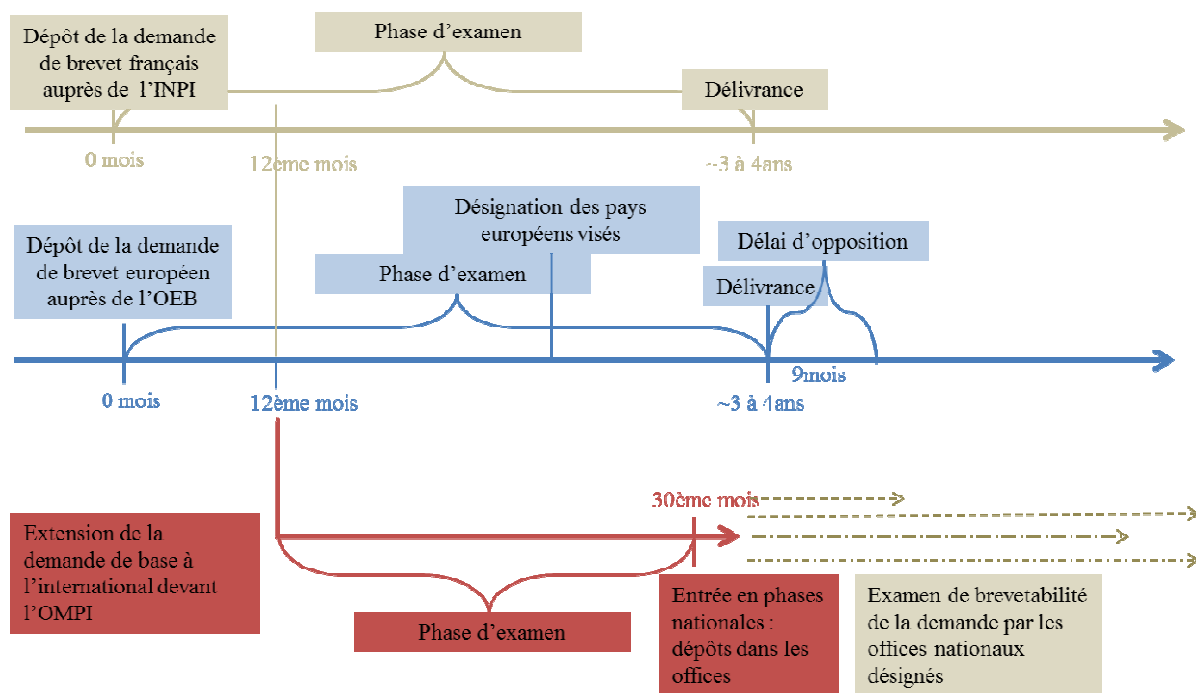 Dépôt de la demande
de brevet français
auprès de l'INPI
Phase d'examen
Délivrance
0 mois
12ème mois
~3 à 4ans
Dépôt de la demande
de brevet européen
auprès de l'OEB
Désignation des pays
européens visés
Phase d'examen
Délai d'opposition
Délivrance
9mois
0 mois
12ème mois
~3 à 4ans
30ème mois
Extension de la
demande de base à
l'international devant
l'OMPI
Phase d'examen
Entrée en phases
nationales :
dépôts dans les
offices
Examen de brevetabilité
de la demande par les
offices nationaux
désignés